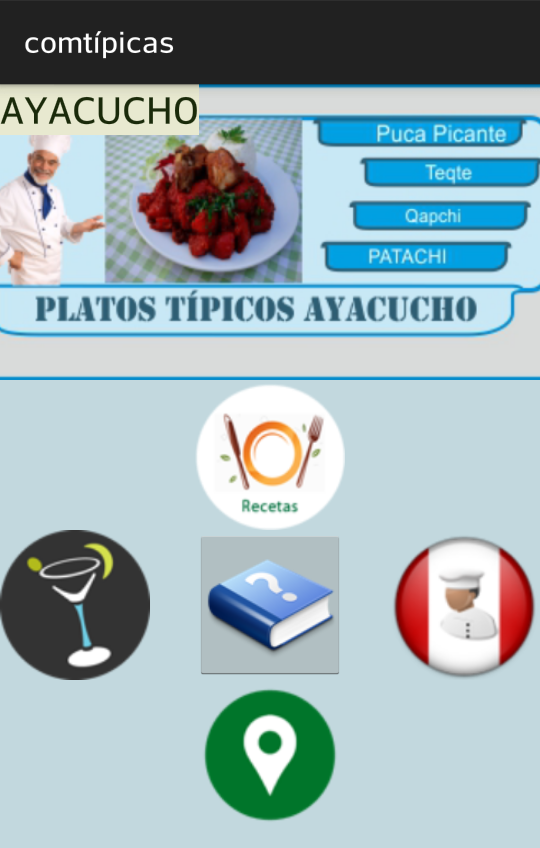 comtípicas
AYACUCHO
Puca Picante
Teqte
Qapchi
PATACHI
PLATOS TÍPICOS AYACUCHO
Recetas
?